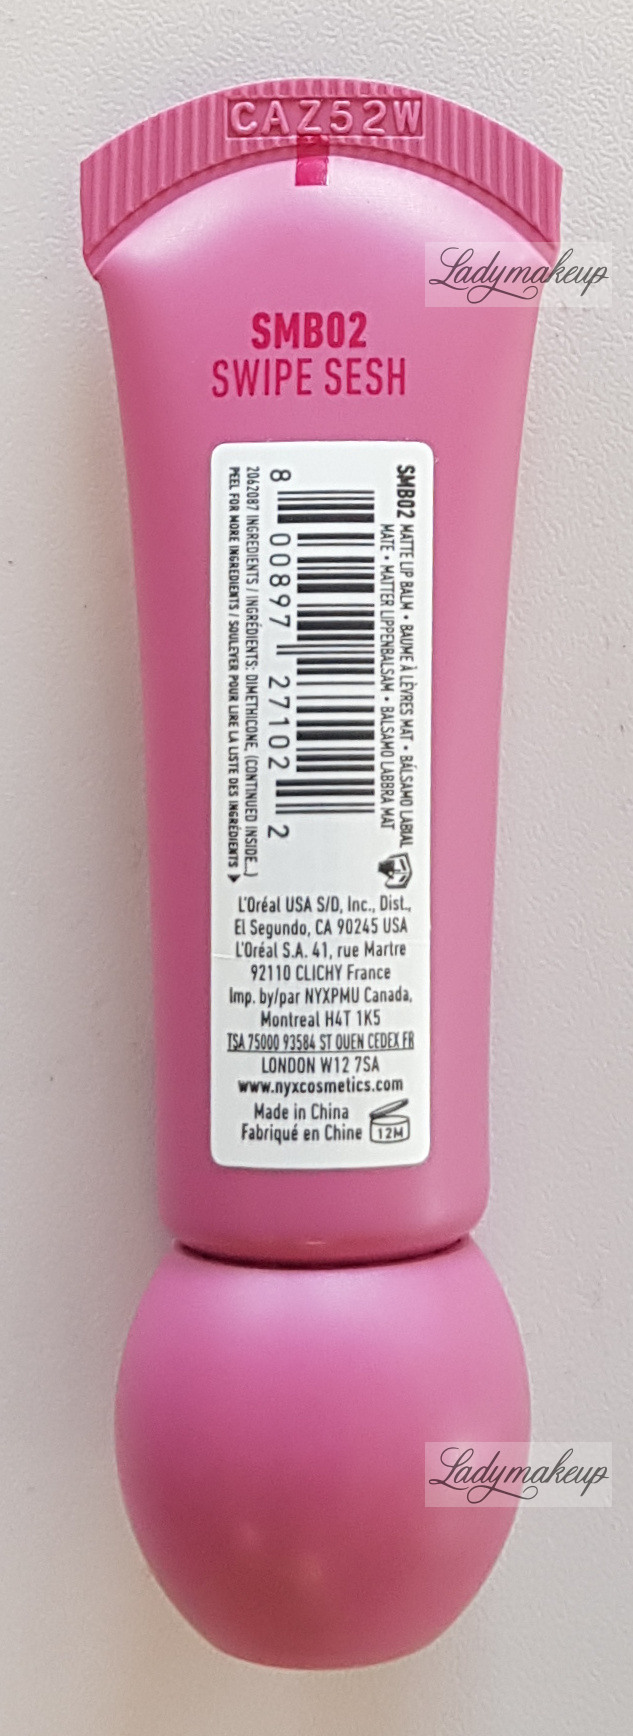 CAZ52W
Ladymakeup
SMB02
SWIPE SESH
SMB02 MATTE LIP BALM • BAUME À LÈVRES MAT • BÁLSAMO LABIAL
MATE • MATTER LIPPENBALSAM • BALSAMO LABBRA MAT
8 00897 27102 2
2062087 INGREDIENTS / INGRÉDIENTS: DIMETHICONE, (CONTINUED INSIDE...)
PEEL FOR MORE INGREDIENTS / SOULEVER POUR LIRE LA LISTE DES INGRÉDIENTS
L'Oréal USA S/D, Inc., Dist.,
El Segundo, CA 90245 USA
L'Oréal S.A. 41, rue Martre
92110 CLICHY France
Imp. by/par NYXPMU Canada,
Montreal H4T 1K5
TSA 75000 93584 ST OUEN CEDEX FR
LONDON W12 7SA
www.nyxcosmetics.com
Made in China
Fabriqué en Chine
12M
Ladymakeup